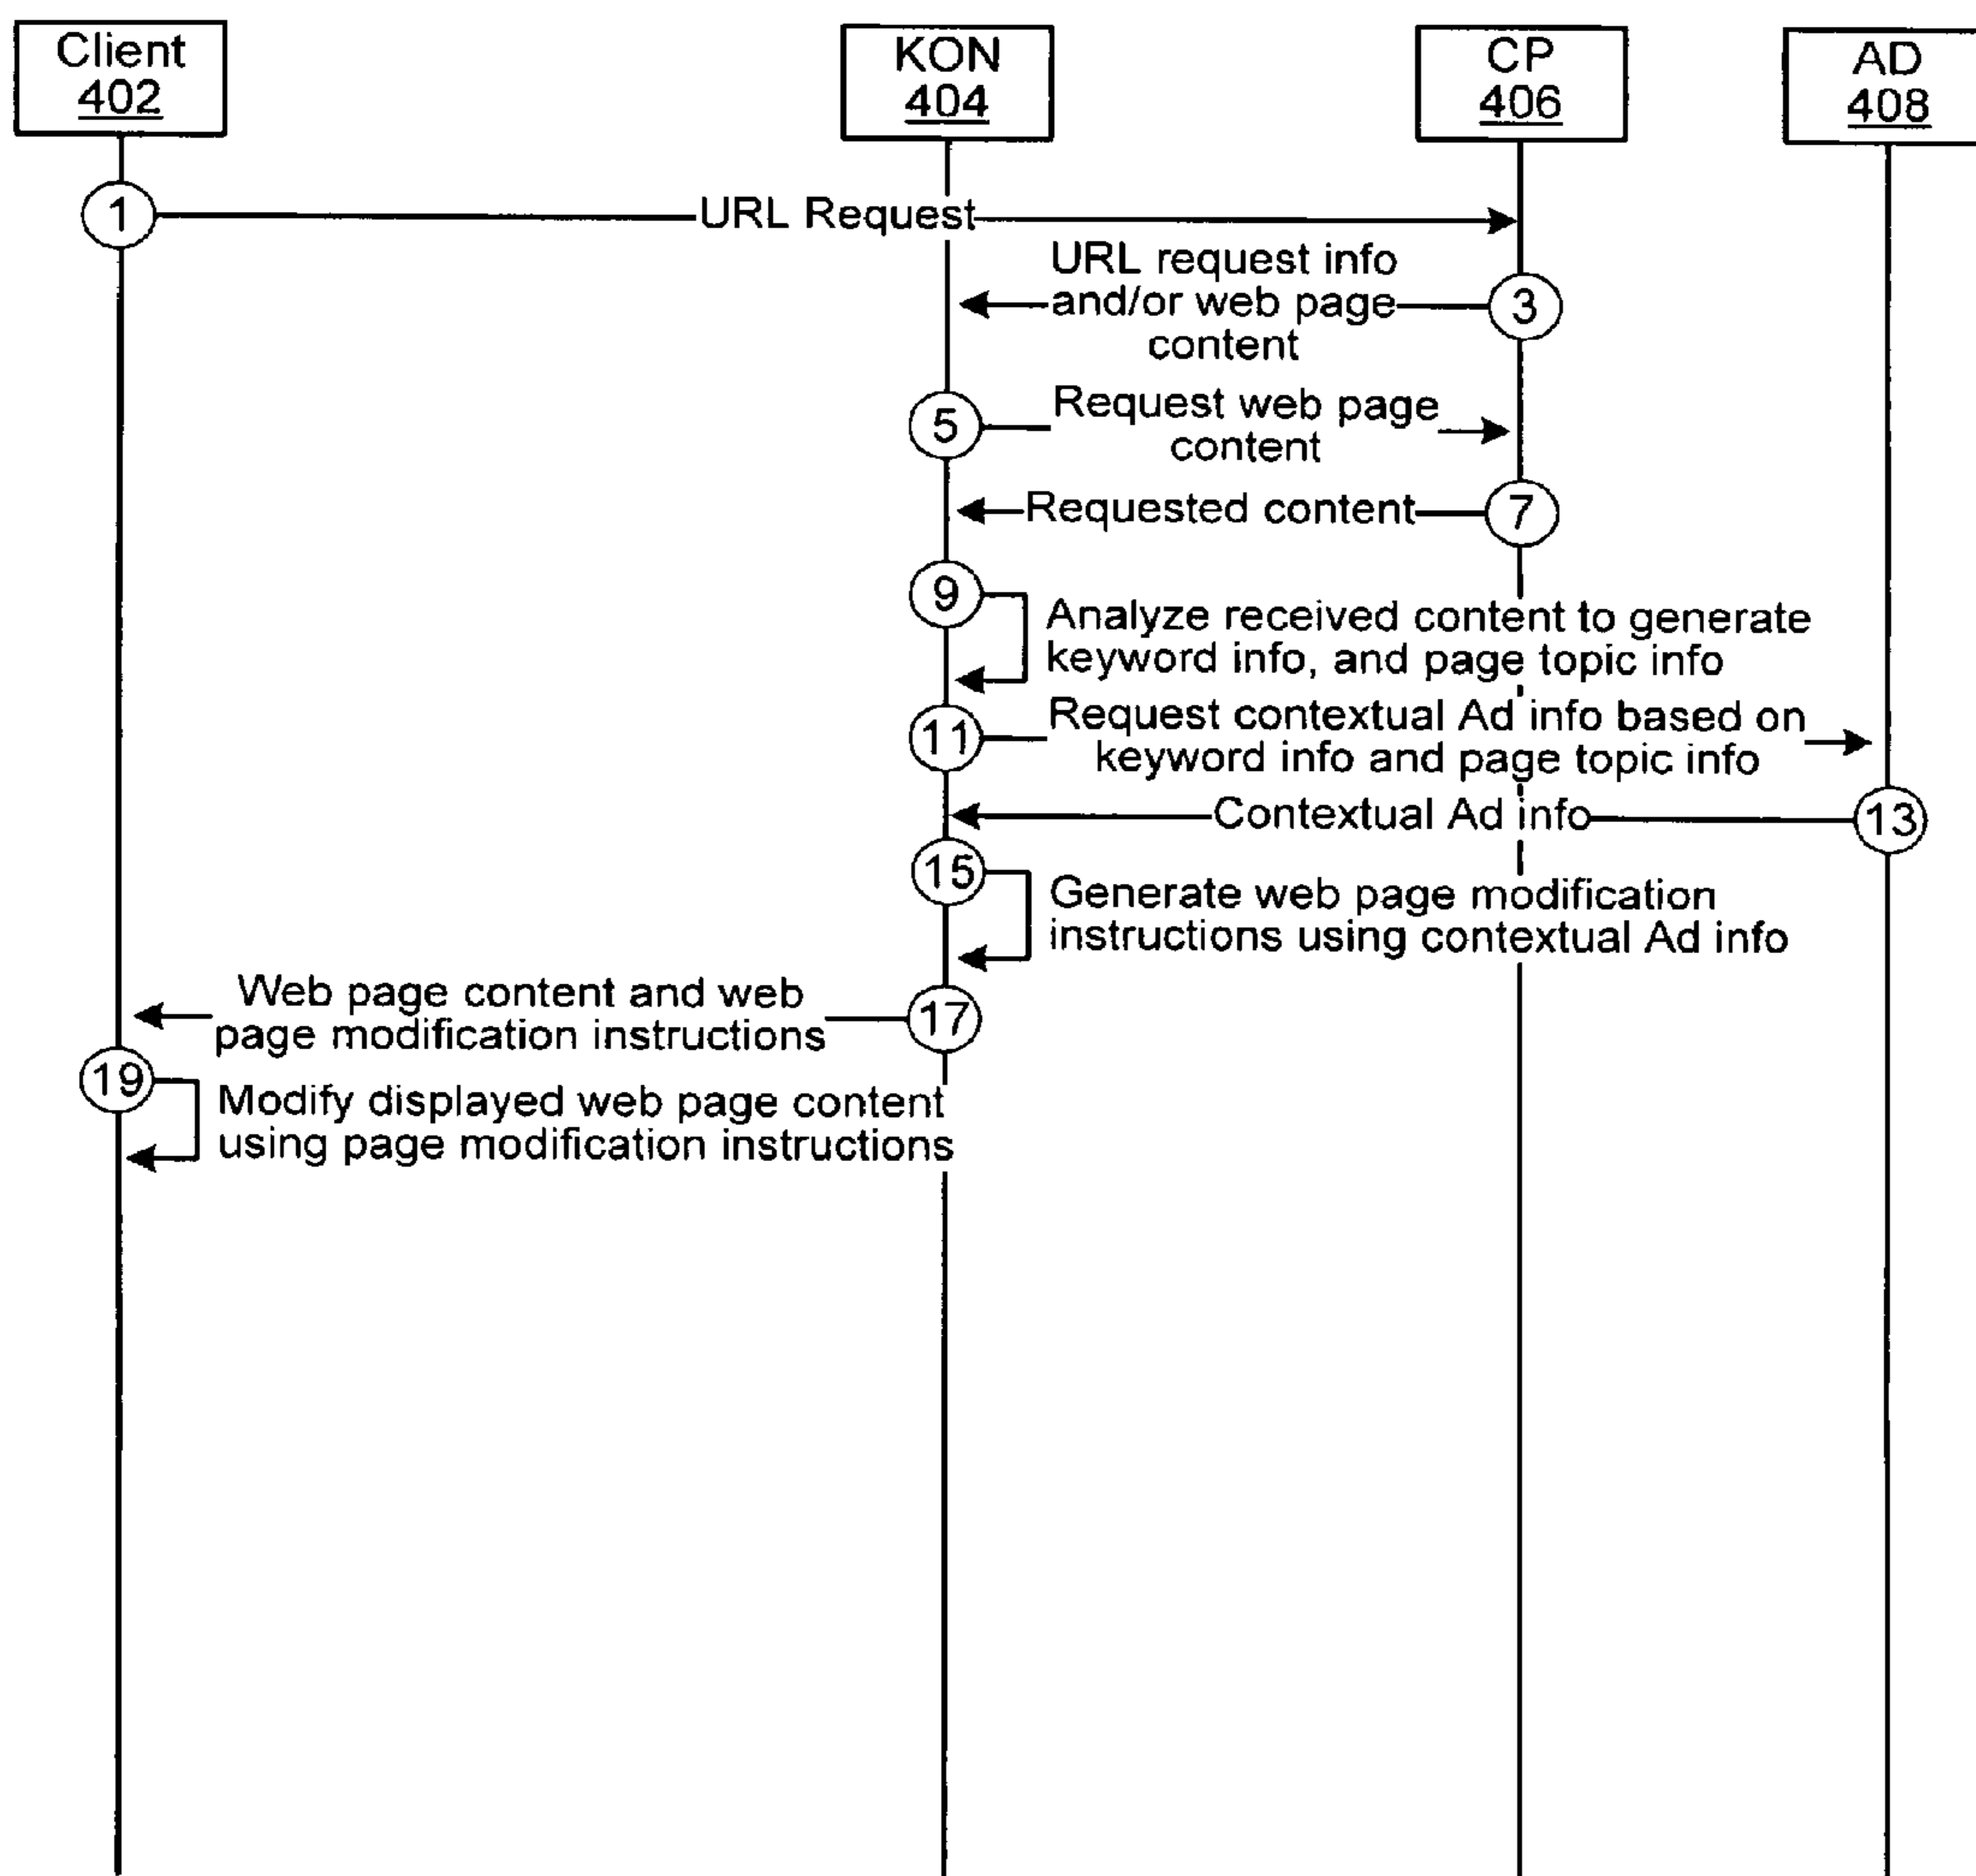 Client
402
KON
404
CP
406
AD
408
1
URL Request
URL request info
and/or web page
content
3
5
Request web page
content
Requested content
7
9
Analyze received content to generate
keyword info, and page topic info
11
Request contextual Ad info based on
keyword info and page topic info
Contextual Ad info
13
15
Generate web page modification
instructions using contextual Ad info
Web page content and web
page modification instructions
17
19
Modify displayed web page content
using page modification instructions